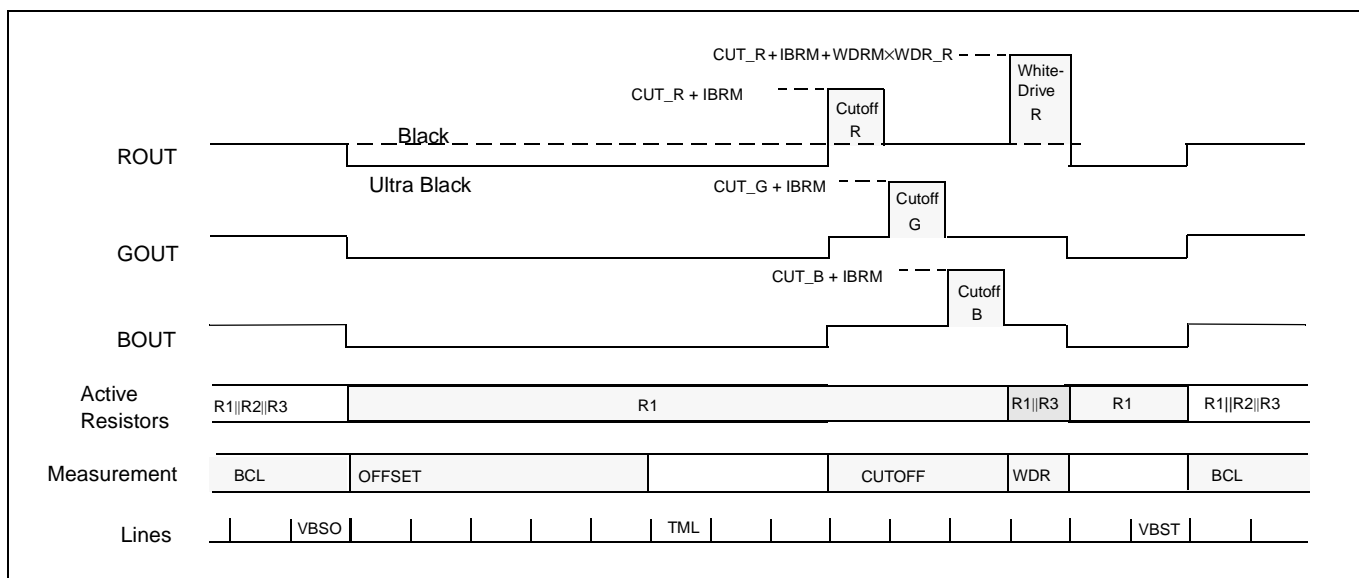 CUT_R+IBRM+WDRM×WDR_R
White-
Drive
R
CUT_R + IBRM
Cutoff
R
Black
ROUT
Ultra Black
CUT_G + IBRM
Cutoff
G
GOUT
CUT_B + IBRM
Cutoff
B
BOUT
Active
Resistors
R1||R2||R3
R1
R1||R3
R1
R1||R2||R3
Measurement
BCL
OFFSET
CUTOFF
WDR
BCL
Lines
VBSO
TML
VBST